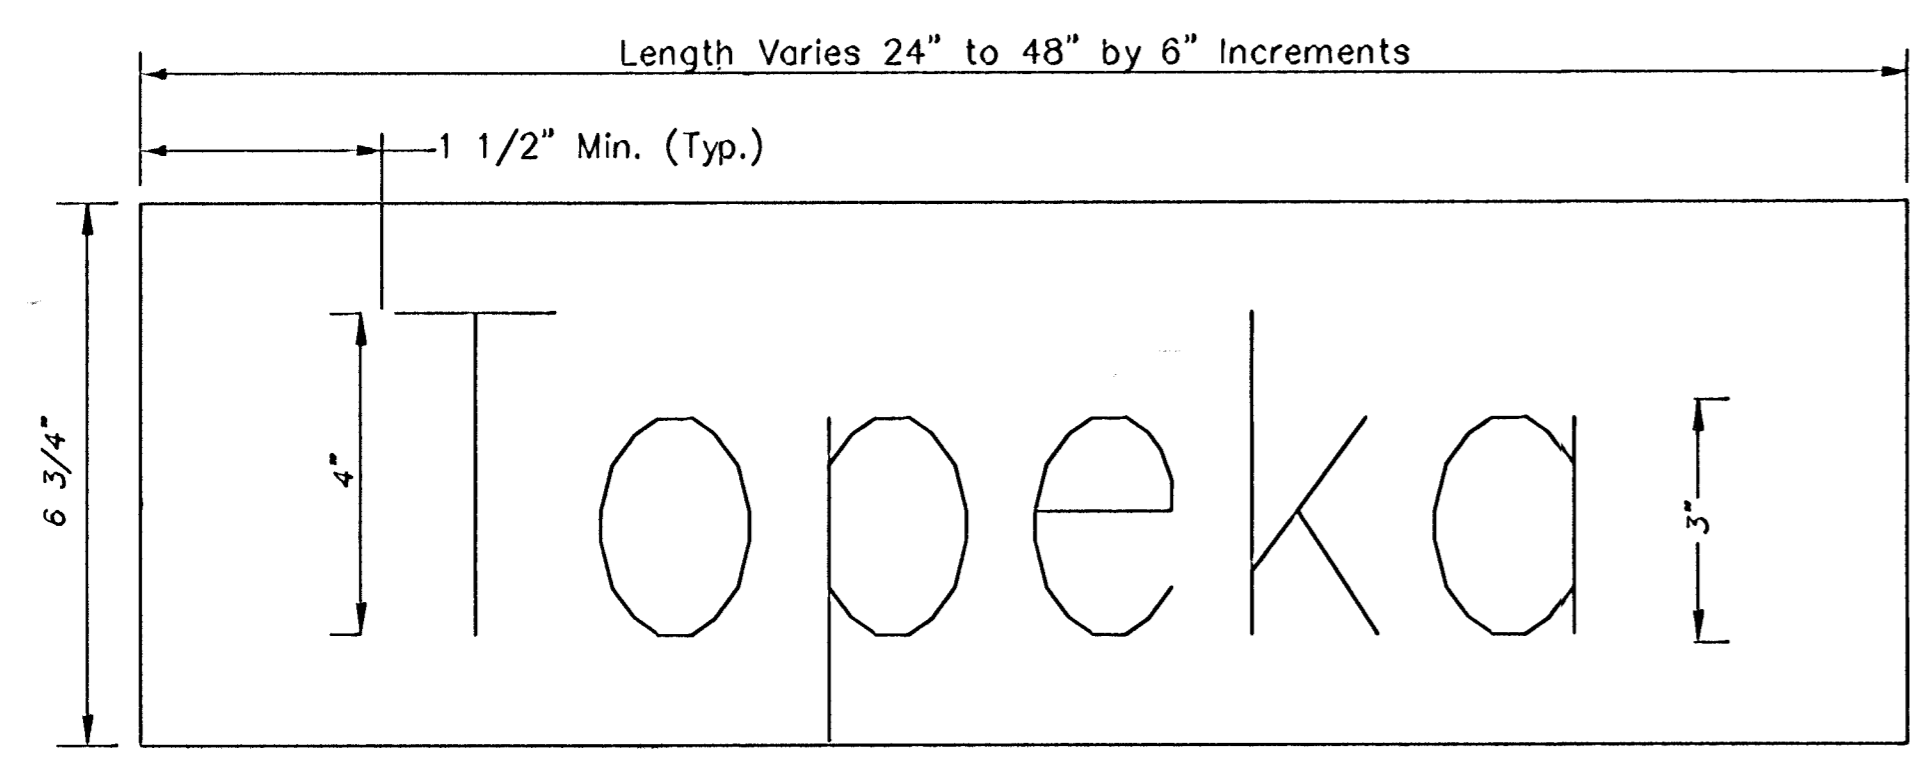 Length Varies 24" to 48" by 6" Increments
1 1/2" Min. (Typ.)
6 3/4"
4"
Topeka
3"